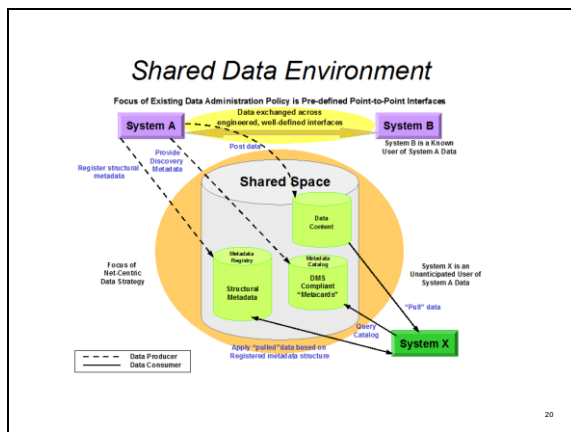 Shared Data Environment
Focus of Existing Data Administration Policy is Pre-defined Point-to-Point Interfaces
Data exchanged across
engineered, well-defined interfaces
System A
System B
System B is a Known
User of System A Data
Post data
Provide
Discovery
Metadata
Register structural
metadata
Shared Space
Data
Content
Metadata
Registry
Structural
Metadata
Metadata
Catalog
DMS
Compliant
"Metacards"
Focus of
Net-Centric
Data Strategy
System X is an
Unanticipated User of
System A Data
"Pull" data
Query
Catalog
System X
Apply "pulled"data based on
Registered metadata structure
Data Producer
Data Consumer
20